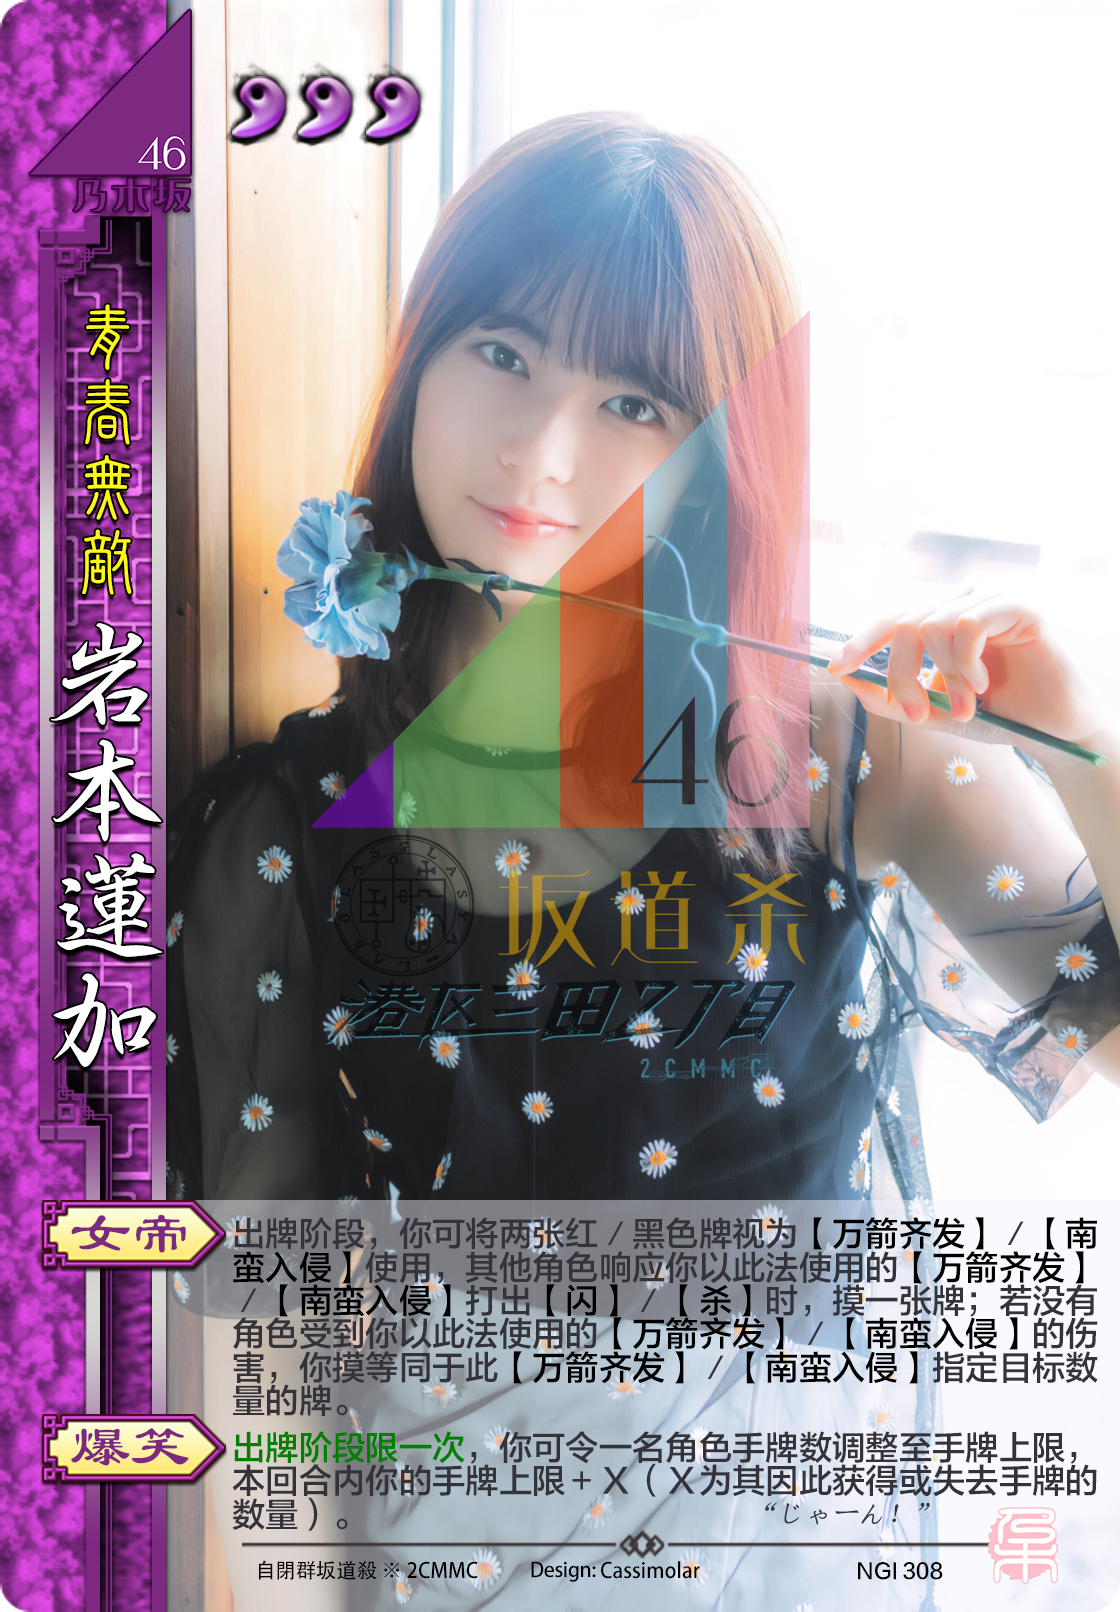 46
乃木坂
青春無敵
岩本蓮加
46
坂道杀
港区三田2丁目
2CMMC
女帝
出牌阶段，你可将两张红／黑色牌视为【万箭齐发】／【南
蛮入侵】使用，其他角色响应你以此法使用的【万箭齐发】
／【南蛮入侵】打出【闪】／【杀】时，摸一张牌；若没有
角色受到你以此法使用的【万箭齐发】／【南蛮入侵】的伤
害，你摸等同于此【万箭齐发】／【南蛮入侵】指定目标数
量的牌。
爆笑
出牌阶段限一次，你可令一名角色手牌数调整至手牌上限，
本回合内你的手牌上限＋Ｘ（Ｘ为其因此获得或失去手牌的
数量）。
“じゃーん！”
自閉群坂道殺 ※ 2CMMC
Design: Cassimolar
NGI 308